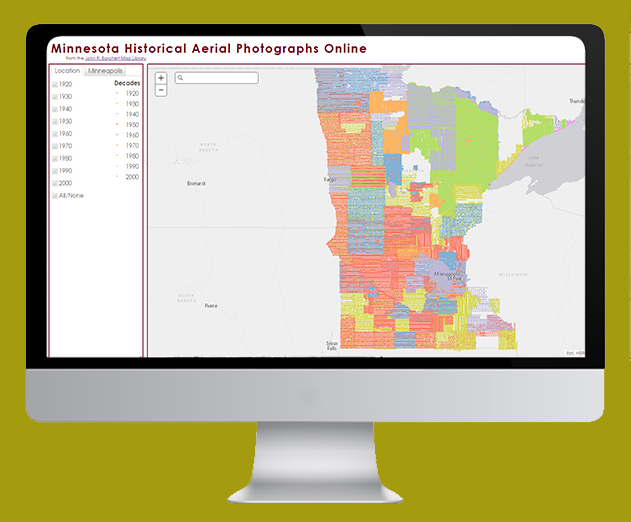 Minnesota Historical Aerial Photographs Online
from the John R. Borchert Map Library
Location Minneapolis
1920
1930
1940
1950
1960
1970
1980
1990
2000
All/None
Decades
1920
1930
1940
1950
1960
1970
1980
1990
2000
+
−
NORTH
DAKOTA
Bismarck
Fargo
Thunde
Lake
Superior
Minneapolis
St Paul
WISCONSIN
SOUTH
DAKOTA
Pierre
Sioux
Falls
Esri, HERE